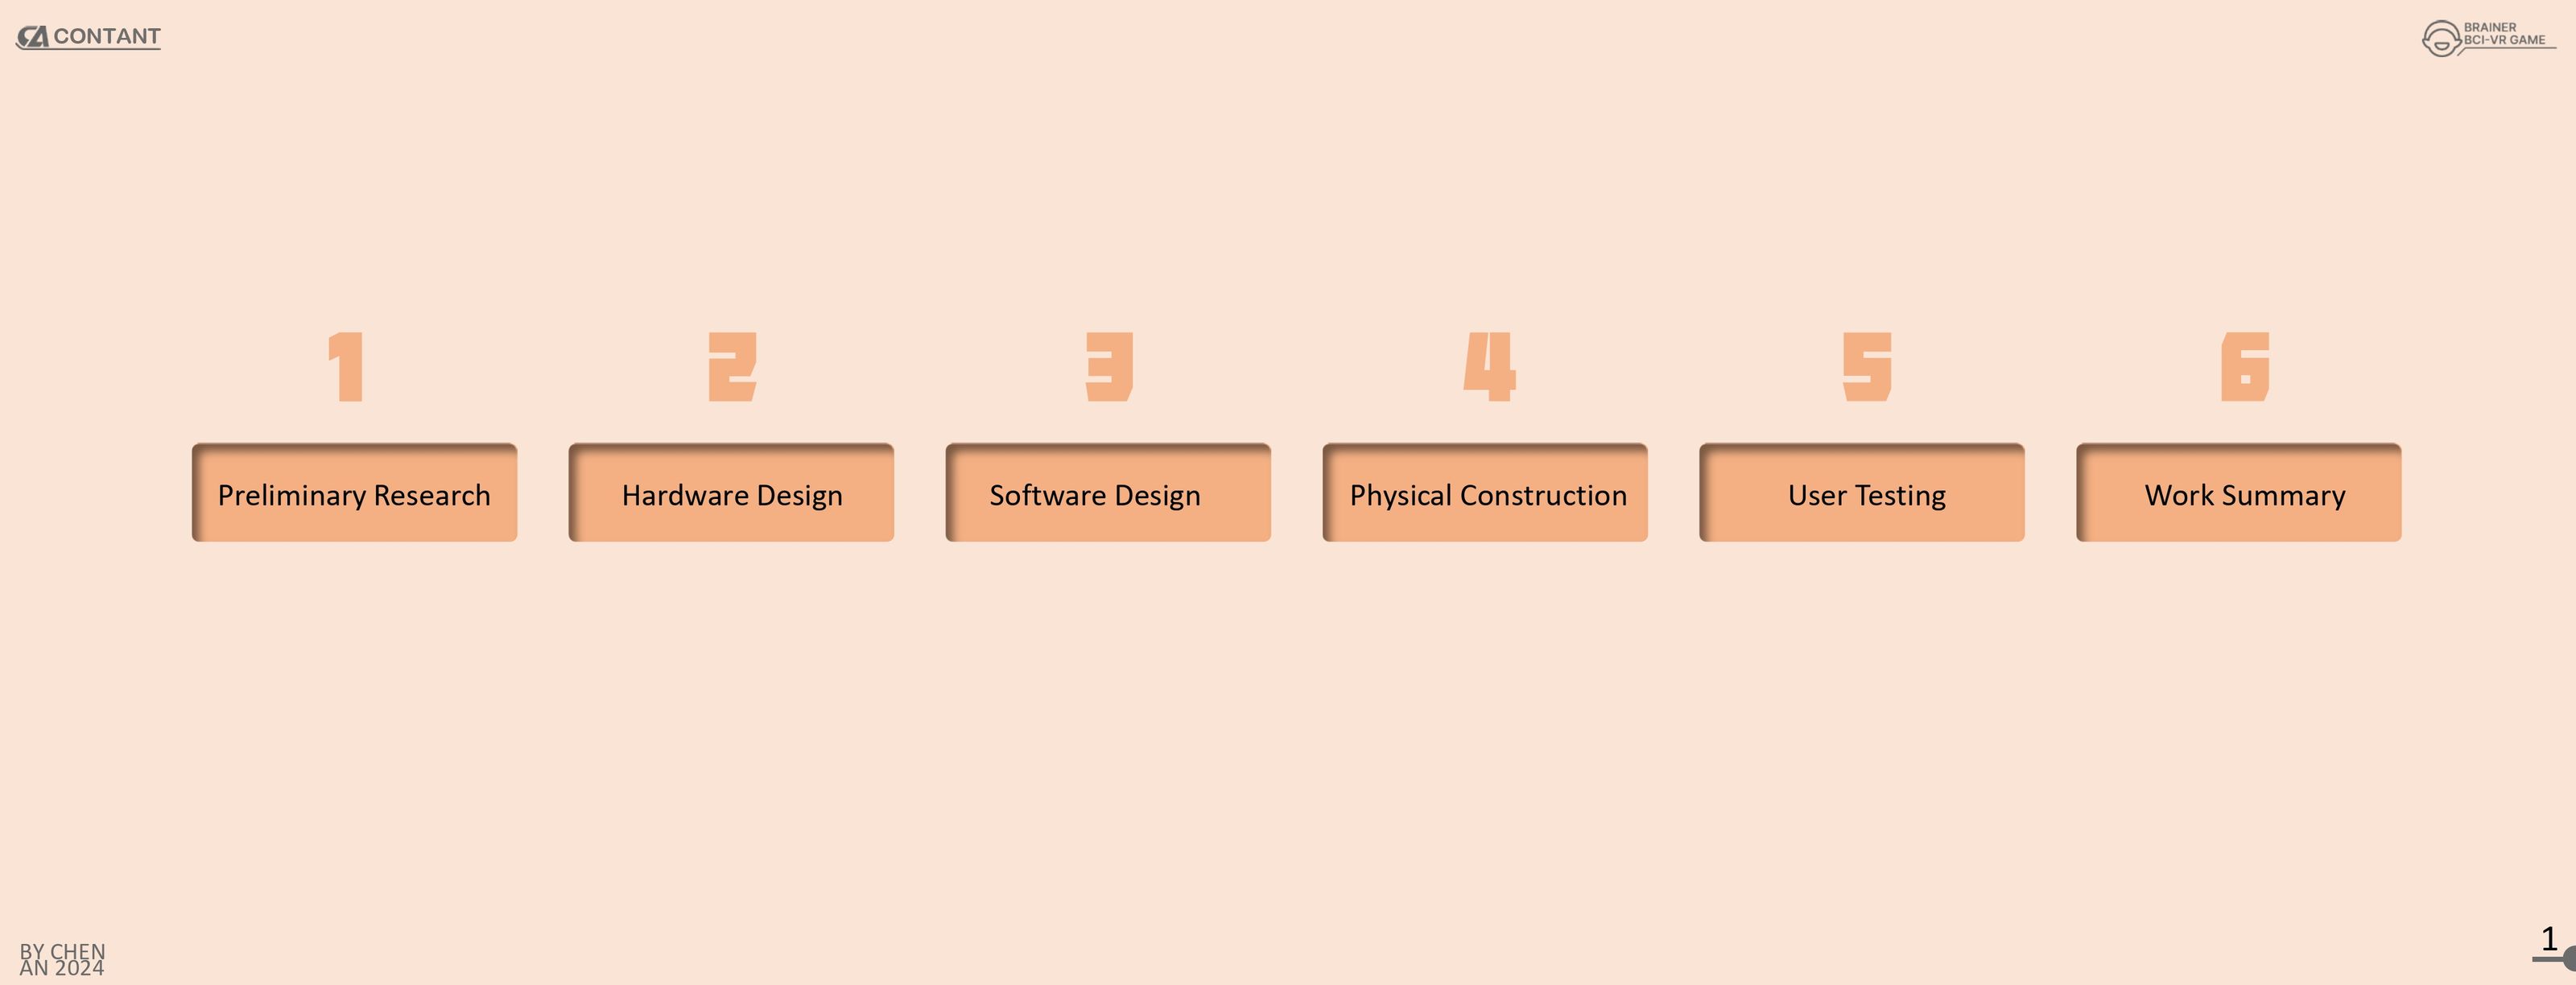 CA CONTANT
BRAINER
BCI-VR GAME
1
2
3
4
5
6
Preliminary Research
Hardware Design
Software Design
Physical Construction
User Testing
Work Summary
BY CHEN
AN 2024
1